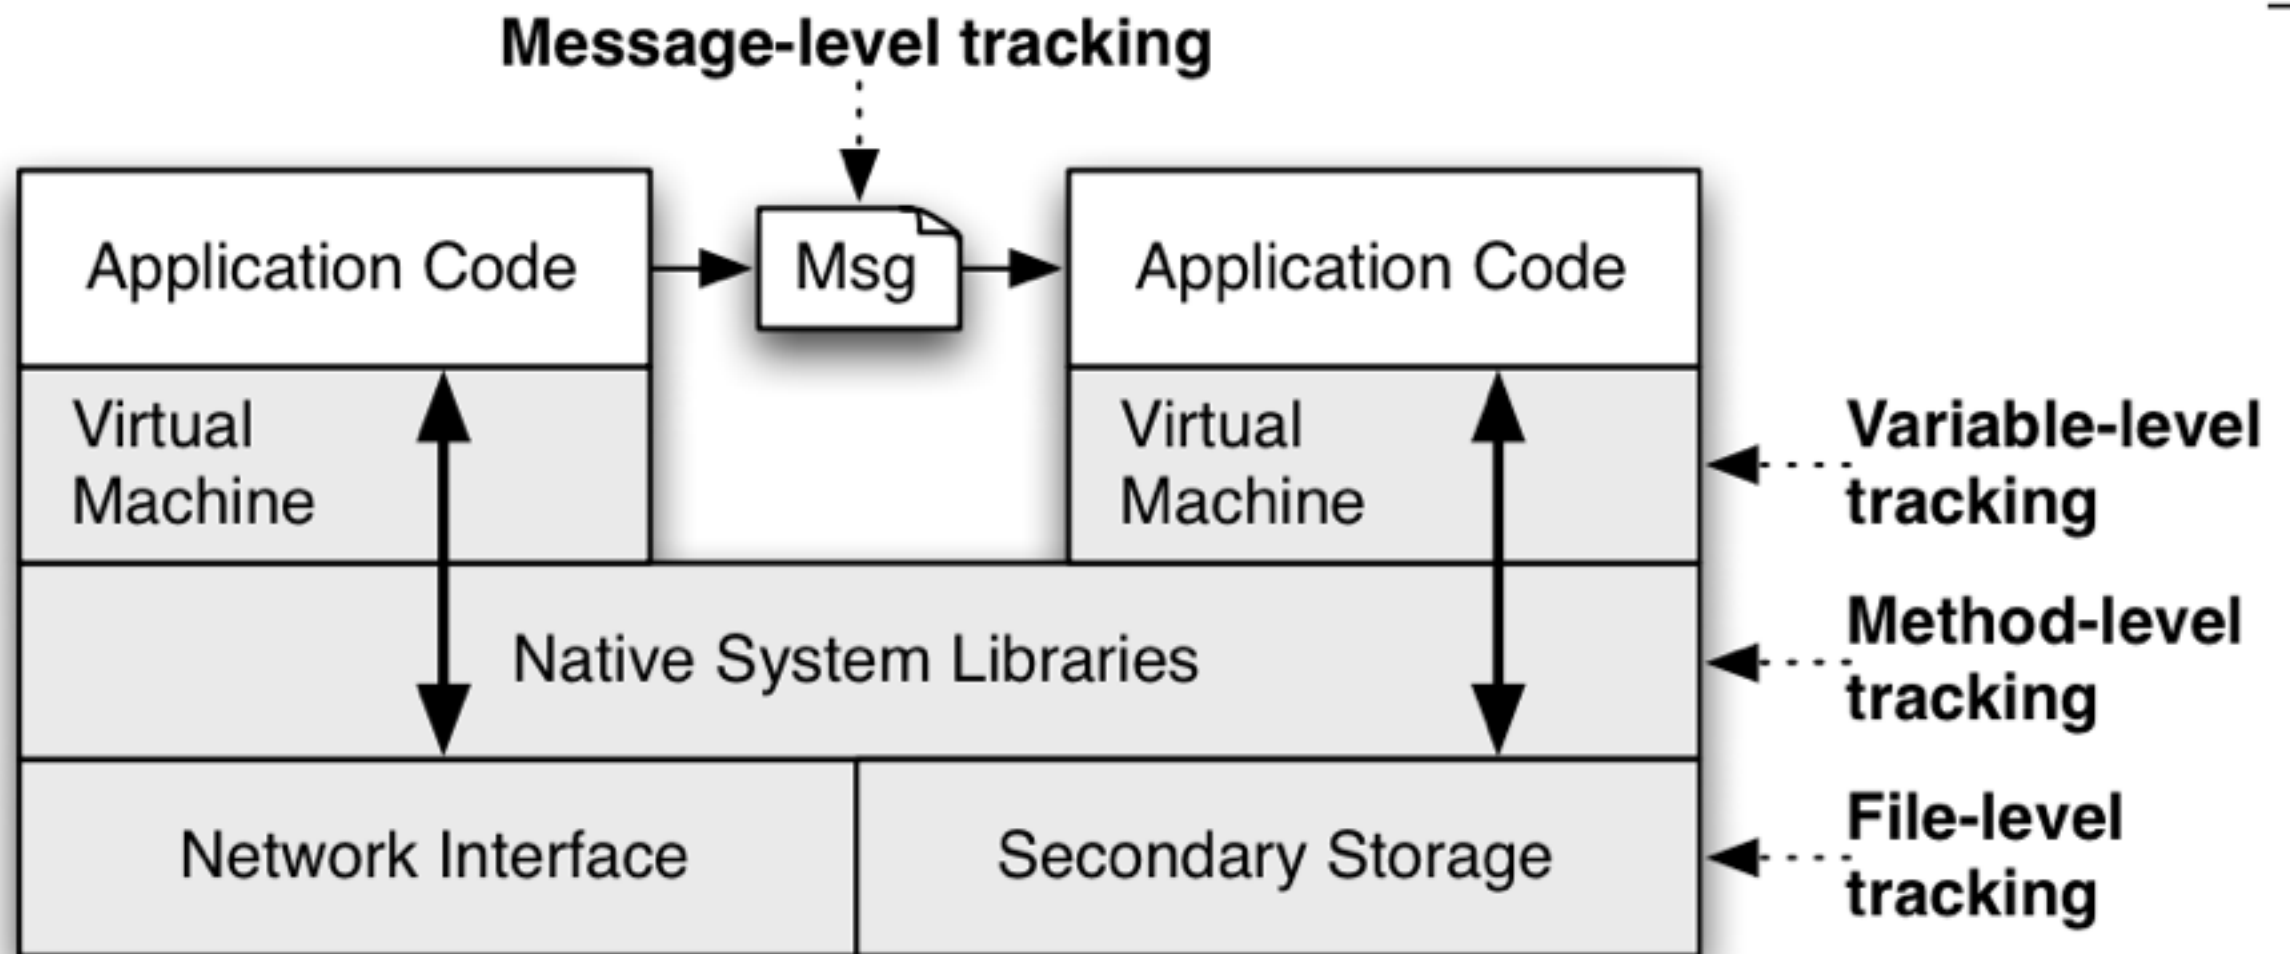 Message-level tracking
Application Code
Msg
Application Code
Virtual
Machine
Virtual
Machine
Variable-level
tracking
Native System Libraries
Method-level
tracking
Network Interface
Secondary Storage
File-level
tracking